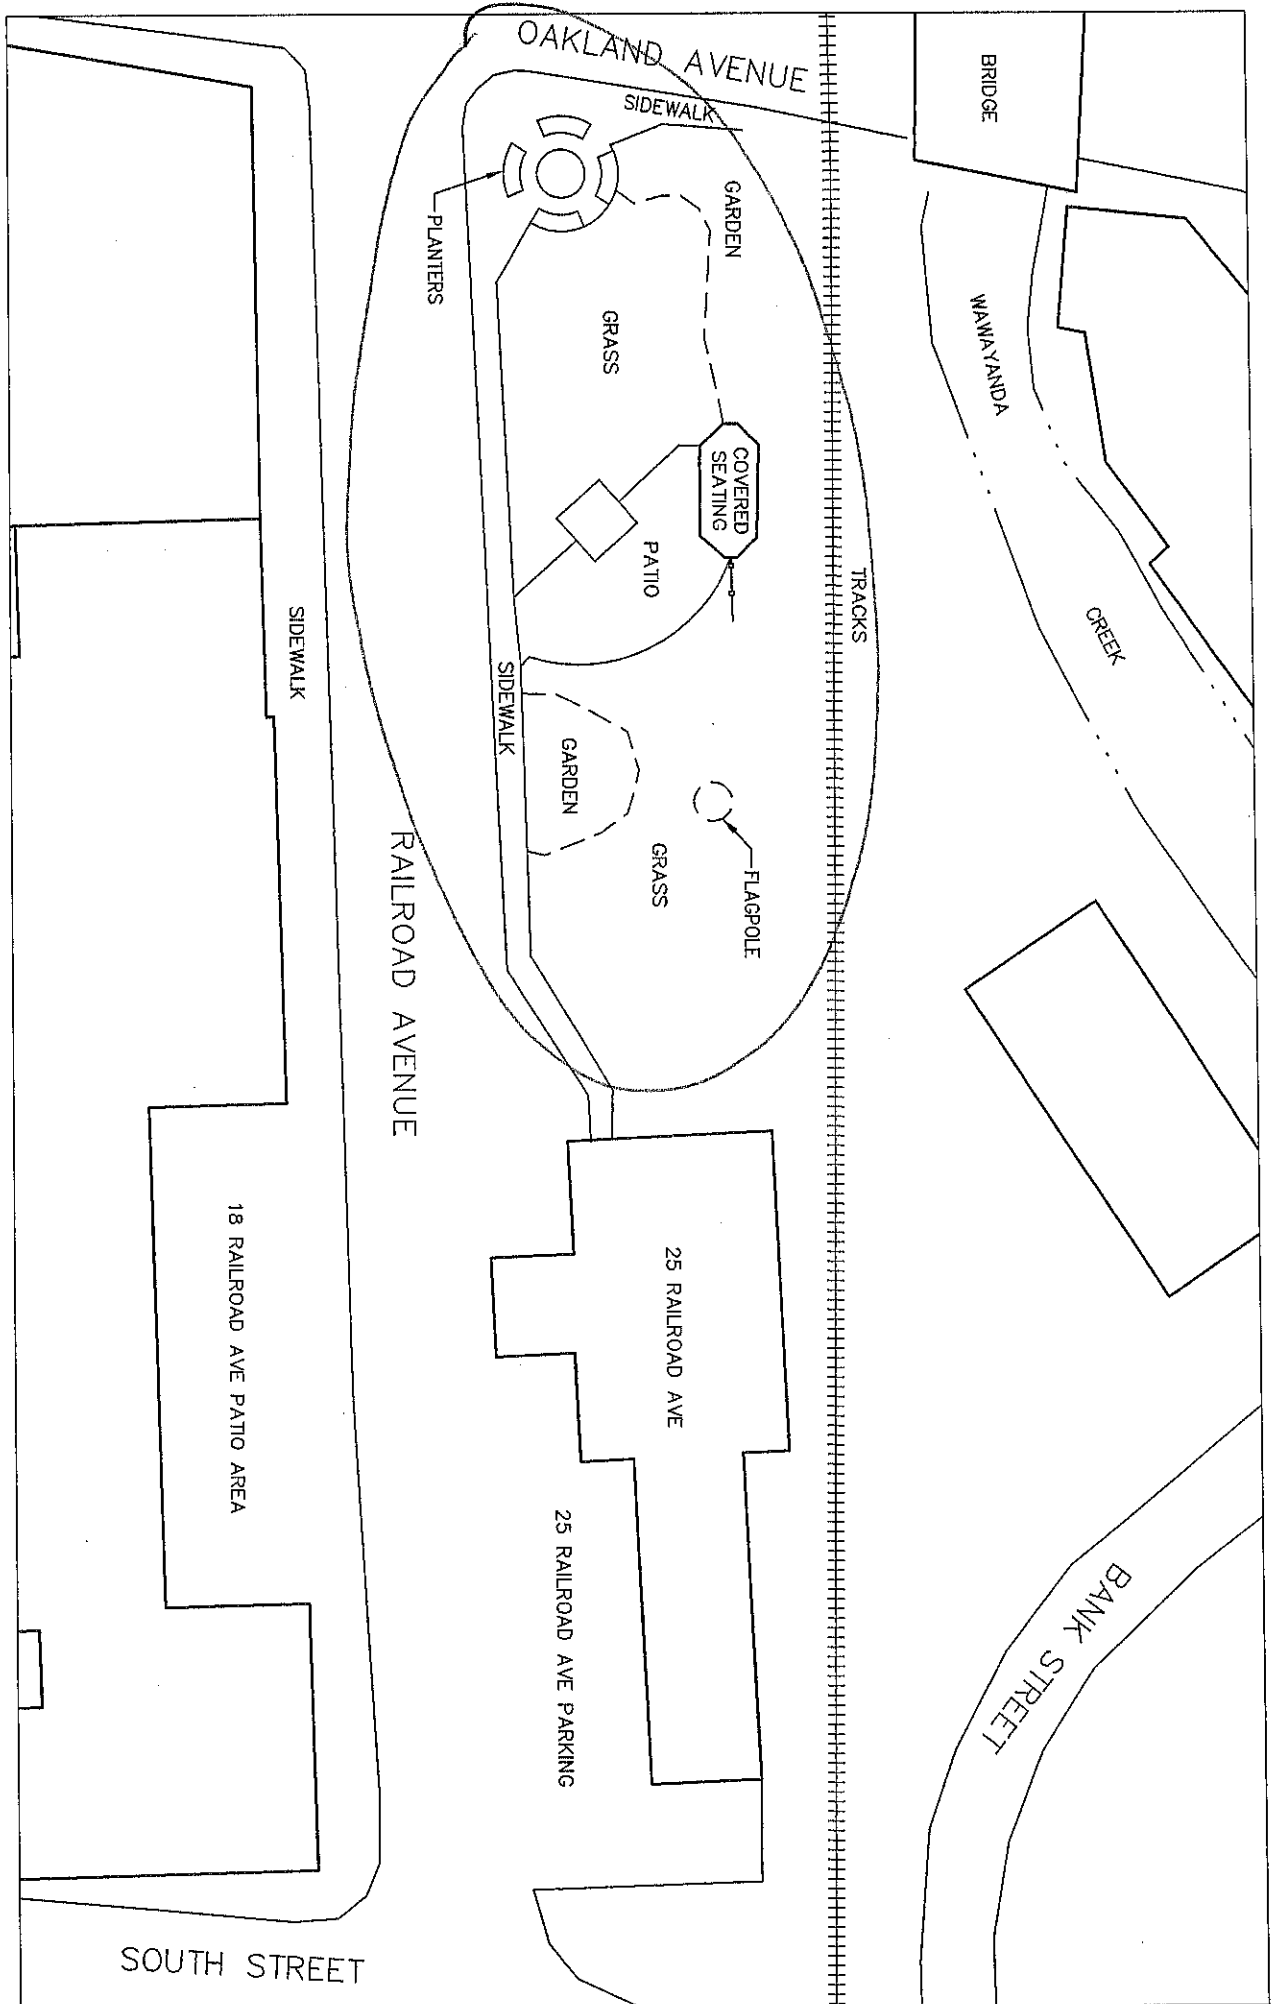 OAKLAND AVENUE
BRIDGE
SIDEWALK
GARDEN
PLANTERS
GRASS
WAWAYANDA
CREEK
COVERED
SEATING
PATIO
TRACKS
SIDEWALK
SIDEWALK
GARDEN
GRASS
FLAGPOLE
RAILROAD AVENUE
18 RAILROAD AVE PATIO AREA
25 RAILROAD AVE
25 RAILROAD AVE PARKING
BANK STREET
SOUTH STREET